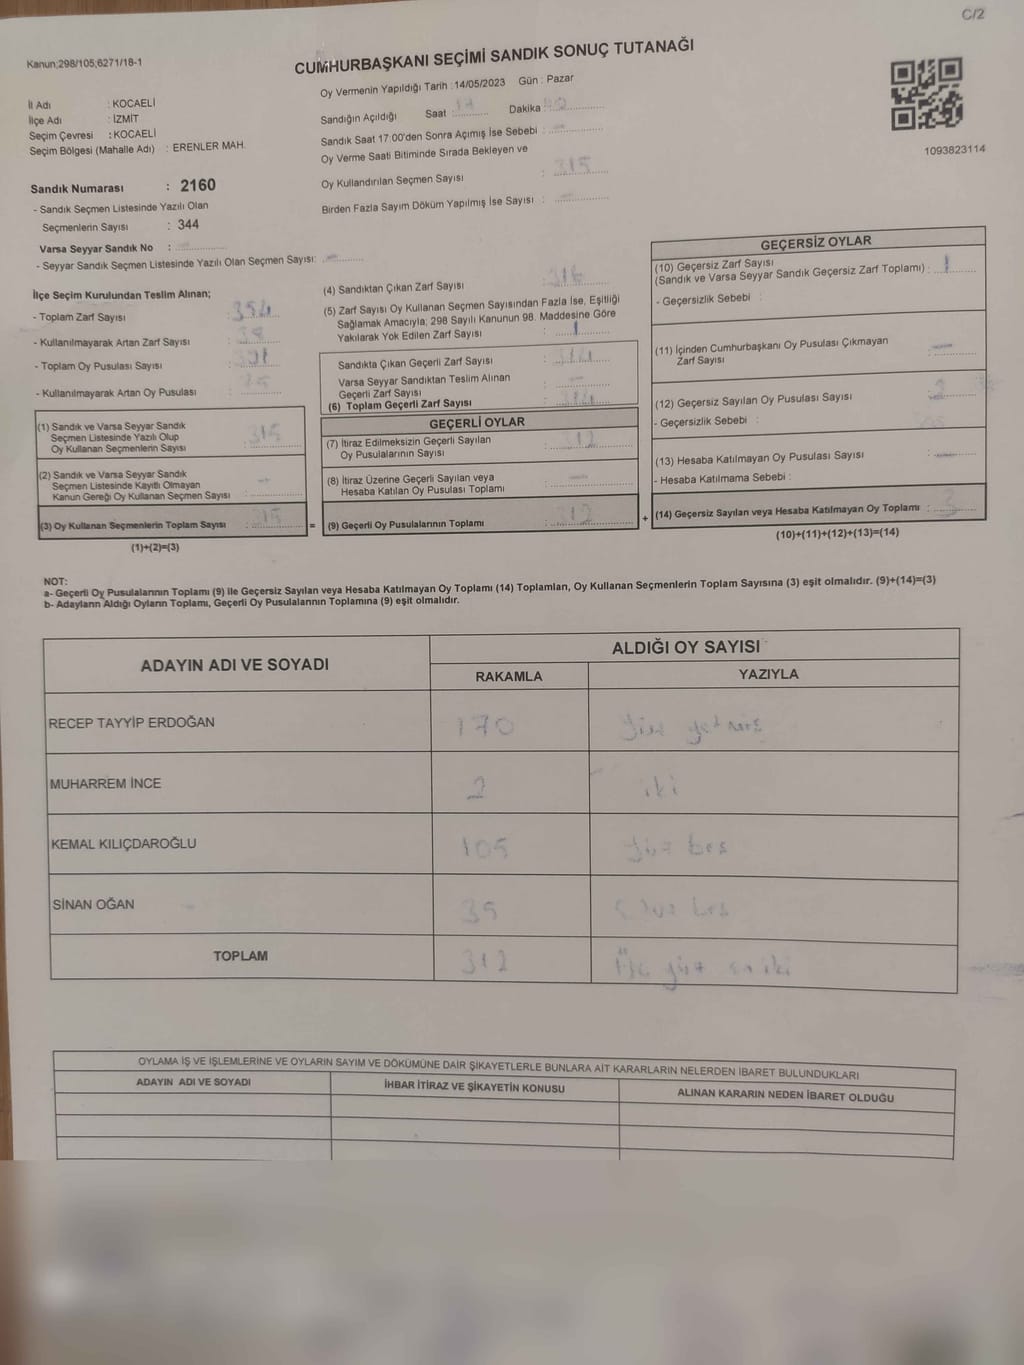 C/2
Kanun:298/105;6271/18-1
CUMHURBAŞKANI SEÇİMİ SANDIK SONUÇ TUTANAĞI
Oy Vermenin Yapıldığı Tarih : 14/05/2023 Gün : Pazar
İl Adı : KOCAELİ
İlçe Adı : İZMİT
Seçim Çevresi : KOCAELİ
Seçim Bölgesi (Mahalle Adı) : ERENLER MAH.
Sandığın Açıldığı Saat 17 Dakika
Sandık Saat 17:00'den Sonra Açımış İse Sebebi :
Oy Verme Saati Bitiminde Sırada Bekleyen ve
Oy Kullandırılan Seçmen Sayısı : 315
Birden Fazla Sayım Döküm Yapılmış İse Sayısı :
1093823114
Sandık Numarası : 2160
- Sandık Seçmen Listesinde Yazılı Olan
Seçmenlerin Sayısı : 344
Varsa Seyyar Sandık No :
- Seyyar Sandık Seçmen Listesinde Yazılı Olan Seçmen Sayısı:
İlçe Seçim Kurulundan Teslim Alınan;
- Toplam Zarf Sayısı : 354
- Kullanılmayarak Artan Zarf Sayısı :
- Toplam Oy Pusulası Sayısı :
- Kullanılmayarak Artan Oy Pusulası :
(1) Sandık ve Varsa Seyyar Sandık
Seçmen Listesinde Yazılı Olup
Oy Kullanan Seçmenlerin Sayısı : 315
(2) Sandık ve Varsa Seyyar Sandık
Seçmen Listesinde Kayıtlı Olmayan
Kanun Gereği Oy Kullanan Seçmen Sayısı :
(3) Oy Kullanan Seçmenlerin Toplam Sayısı : 315
(1)+(2)=(3)
(4) Sandıktan Çıkan Zarf Sayısı : 316
(5) Zarf Sayısı Oy Kullanan Seçmen Sayısından Fazla İse, Eşitliği
Sağlamak Amacıyla; 298 Sayılı Kanunun 98. Maddesine Göre
Yakılarak Yok Edilen Zarf Sayısı : 1
Sandıkta Çıkan Geçerli Zarf Sayısı : 314
Varsa Seyyar Sandıktan Teslim Alınan
Geçerli Zarf Sayısı :
(6) Toplam Geçerli Zarf Sayısı : 314
GEÇERLİ OYLAR
(7) İtiraz Edilmeksizin Geçerli Sayılan
Oy Pusulalarının Sayısı : 312
(8) İtiraz Üzerine Geçerli Sayılan veya
Hesaba Katılan Oy Pusulası Toplamı :
= (9) Geçerli Oy Pusulalarının Toplamı : 312
GEÇERSİZ OYLAR
(10) Geçersiz Zarf Sayısı
(Sandık ve Varsa Seyyar Sandık Geçersiz Zarf Toplamı) : 1
- Geçersizlik Sebebi :
(11) İçinden Cumhurbaşkanı Oy Pusulası Çıkmayan
Zarf Sayısı :
(12) Geçersiz Sayılan Oy Pusulası Sayısı : 2
- Geçersizlik Sebebi :
(13) Hesaba Katılmayan Oy Pusulası Sayısı :
- Hesaba Katılmama Sebebi :
+ (14) Geçersiz Sayılan veya Hesaba Katılmayan Oy Toplamı : 3
(10)+(11)+(12)+(13)=(14)
NOT:
a- Geçerli Oy Pusulalarının Toplamı (9) ile Geçersiz Sayılan veya Hesaba Katılmayan Oy Toplamı (14) Toplamları, Oy Kullanan Seçmenlerin Toplam Sayısına (3) eşit olmalıdır. (9)+(14)=(3)
b- Adayların Aldığı Oyların Toplamı, Geçerli Oy Pusulalarının Toplamına (9) eşit olmalıdır.
ADAYIN ADI VE SOYADI
ALDIĞI OY SAYISI
RAKAMLA YAZIYLA
RECEP TAYYİP ERDOĞAN 170 yüz yetmiş
MUHARREM İNCE 2 iki
KEMAL KILIÇDAROĞLU 105 yüz beş
SİNAN OĞAN 35 beş
TOPLAM 312 Üç yüz on iki
OYLAMA İŞ VE İŞLEMLERİNE VE OYLARIN SAYIM VE DÖKÜMÜNE DAİR ŞİKAYETLERLE BUNLARA AİT KARARLARIN NELERDEN İBARET BULUNDUKLARI
ADAYIN ADI VE SOYADI İHBAR İTİRAZ VE ŞİKAYETİN KONUSU ALINAN KARARIN NEDEN İBARET OLDUĞU